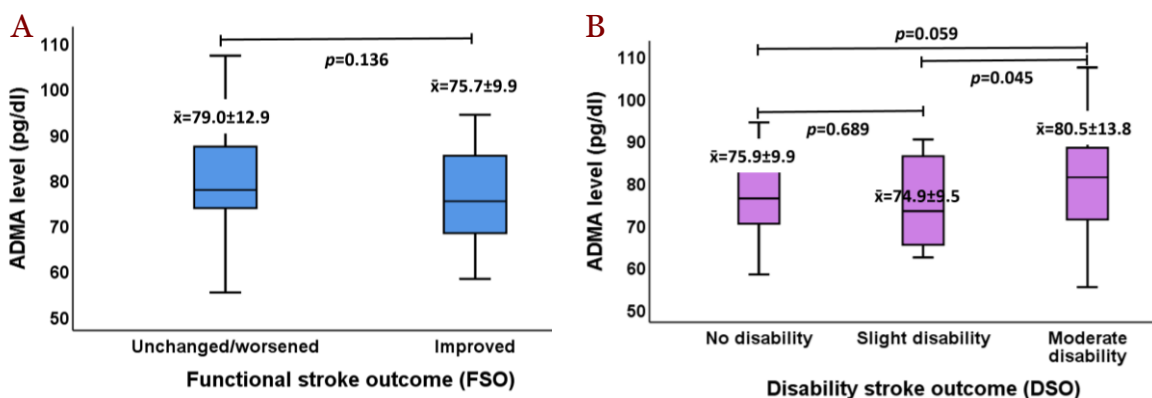 A
ADMA level (pg/dl)
110
100
90
80
70
60
50
p=0.136
x̄=79.0±12.9
x̄=75.7±9.9
Unchanged/worsened
Improved
Functional stroke outcome (FSO)
B
ADMA level (pg/dl)
110
100
90
80
70
60
50
p=0.059
p=0.045
p=0.689
x̄=75.9±9.9
x̄=74.9±9.5
x̄=80.5±13.8
No disability
Slight disability
Moderate
disability
Disability stroke outcome (DSO)